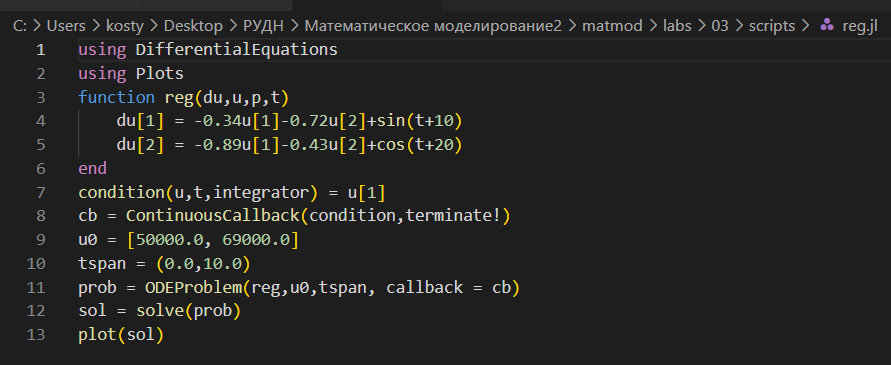 C: > Users > kosty > Desktop > РУДН > Математическое моделирование2 > matmod > labs > 03 > scripts > reg.jl
1 using DifferentialEquations
2 using Plots
3 function reg(du,u,p,t)
4     du[1] = -0.34u[1]-0.72u[2]+sin(t+10)
5     du[2] = -0.89u[1]-0.43u[2]+cos(t+20)
6 end
7 condition(u,t,integrator) = u[1]
8 cb = ContinuousCallback(condition,terminate!)
9 u0 = [50000.0, 69000.0]
10 tspan = (0.0,10.0)
11 prob = ODEProblem(reg,u0,tspan, callback = cb)
12 sol = solve(prob)
13 plot(sol)